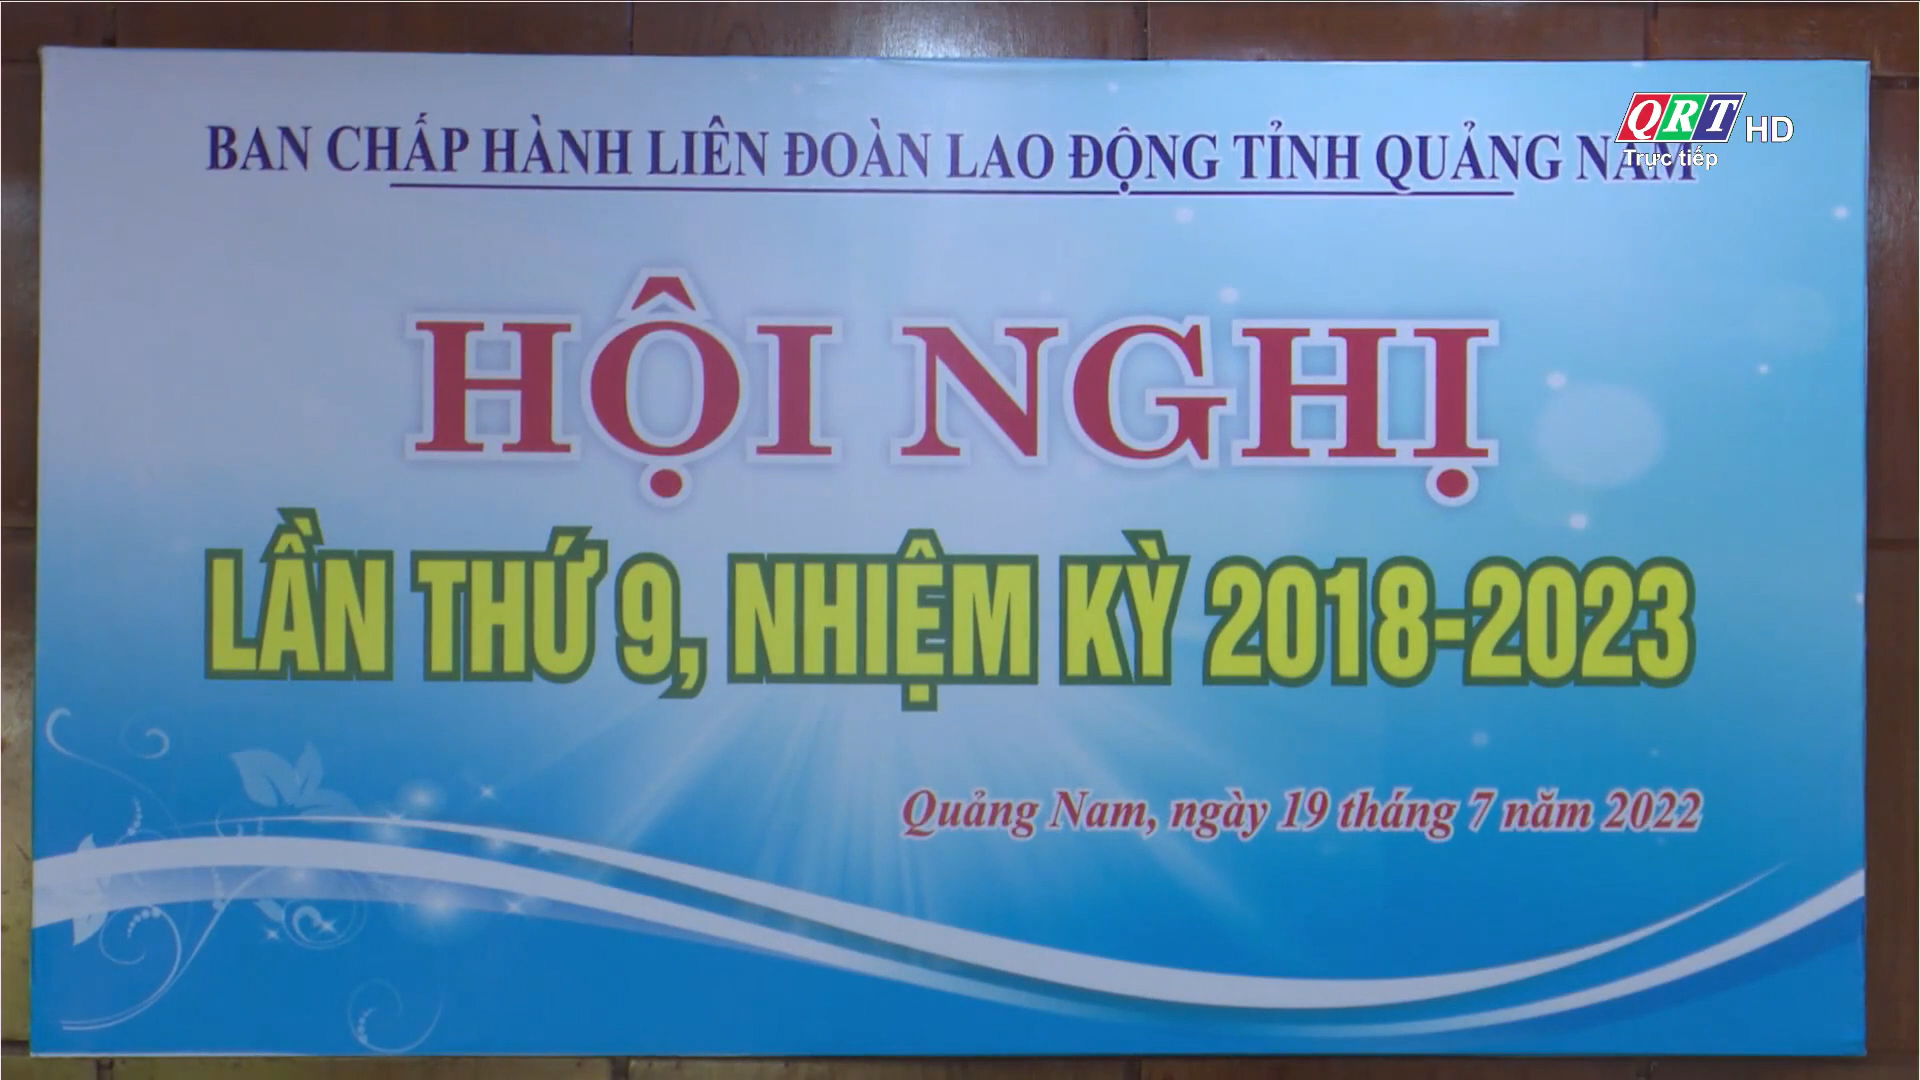 BAN CHẤP HÀNH LIÊN ĐOÀN LAO ĐỘNG TỈNH QUẢNG NAM
QRT HD
Trực tiếp
HỘI NGHỊ
LẦN THỨ 9, NHIỆM KỲ 2018-2023
Quảng Nam, ngày 19 tháng 7 năm 2022